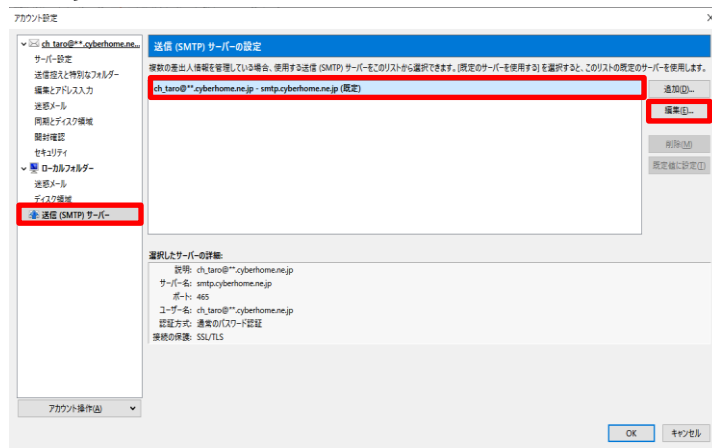 アカウント設定
ch_taro@**.cyberhome.ne...
サーバー設定
送信控えと特別なフォルダー
編集とアドレス入力
迷惑メール
同期とディスク領域
開封確認
セキュリティ
ローカルフォルダー
迷惑メール
ディスク領域
送信 (SMTP) サーバー
アカウント操作(A)
送信 (SMTP) サーバーの設定
複数の差出人情報を管理している場合、使用する送信 (SMTP) サーバーをこのリストから選択できます。[既定のサーバーを使用する] を選択すると、このリストの既定のサーバーを使用します。
ch_taro@**.cyberhome.ne.jp - smtp.cyberhome.ne.jp (既定)
追加(D)...
編集(E)...
削除(M)
既定値に設定(T)
選択したサーバーの詳細:
説明: ch_taro@**.cyberhome.ne.jp
サーバー名: smtp.cyberhome.ne.jp
ポート: 465
ユーザー名: ch_taro@**.cyberhome.ne.jp
認証方式: 通常のパスワード認証
接続の保護: SSL/TLS
OK
キャンセル